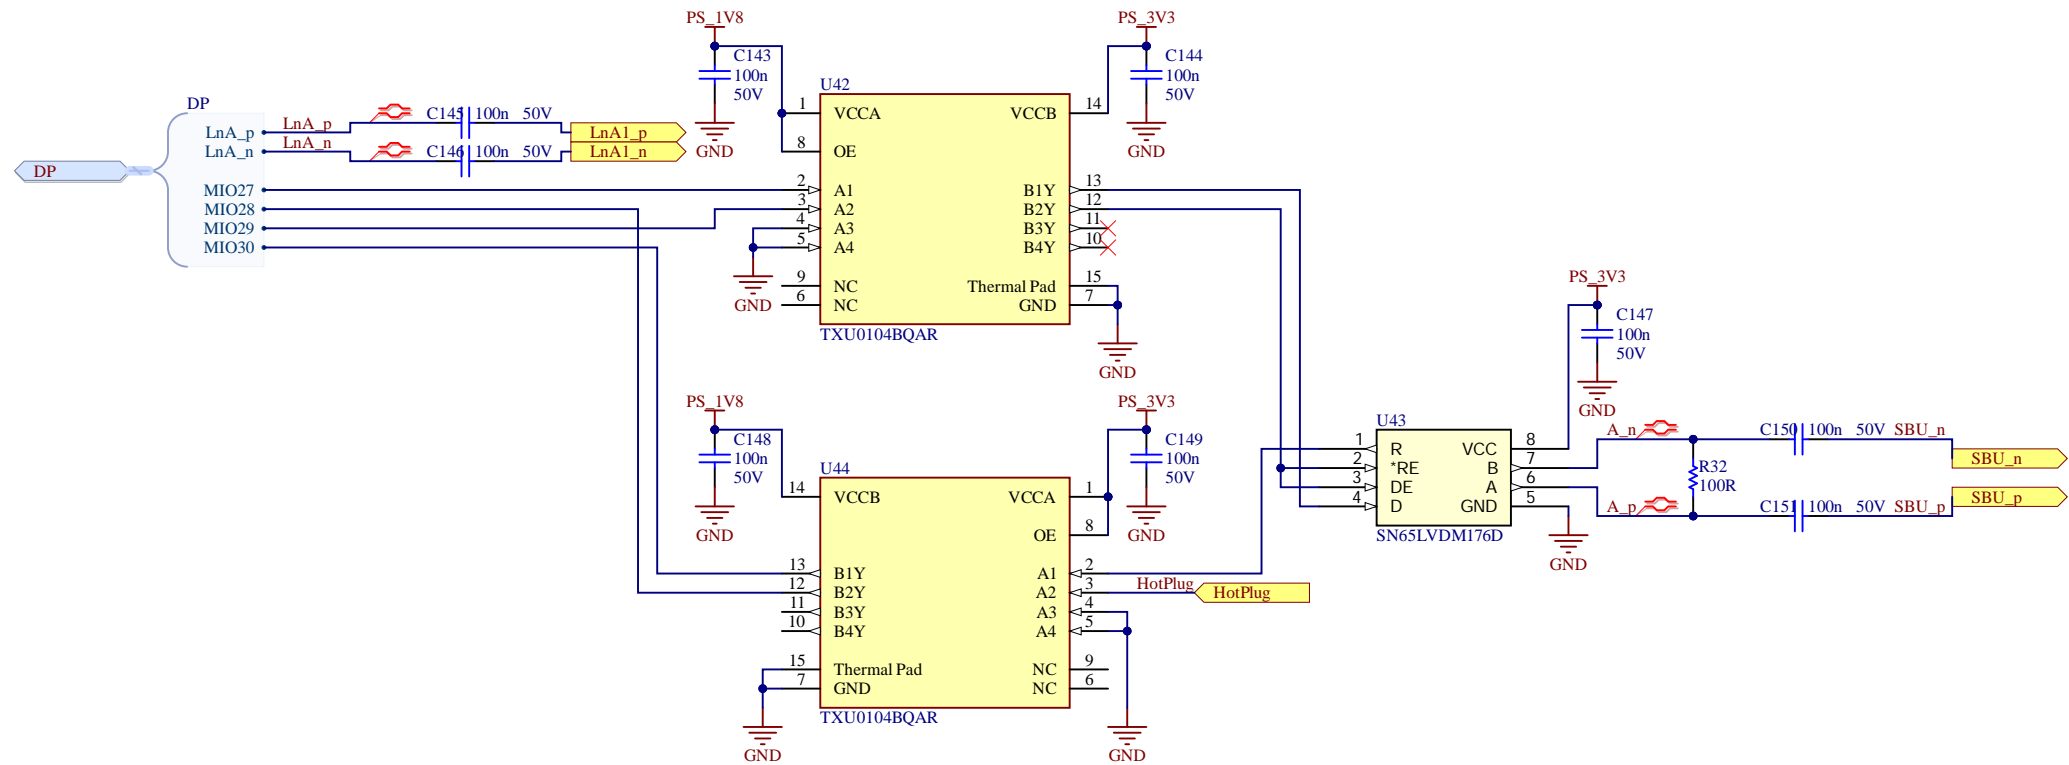 PS_1V8
C143
100n
50V
GND
PS_3V3
C144
100n
50V
GND
DP
DP
LnA_p
LnA_n
MIO27
MIO28
MIO29
MIO30
LnA_p
LnA_n
C145 100n 50V
C146 100n 50V
LnA1_p
LnA1_n
U42
1 VCCA
8 OE
2 A1
3 A2
4 A3
5 A4
9 NC
6 NC
VCCB 14
B1Y 13
B2Y 12
B3Y 11
B4Y 10
Thermal Pad 15
GND 7
TXU0104BQAR
GND
GND
PS_1V8
C148
100n
50V
GND
PS_3V3
C149
100n
50V
GND
U44
14 VCCB
13 B1Y
12 B2Y
11 B3Y
10 B4Y
15 Thermal Pad
7 GND
VCCA 1
OE 8
A1 2
A2 3
A3 4
A4 5
NC 9
NC 6
TXU0104BQAR
GND
GND
HotPlug
HotPlug
PS_3V3
C147
100n
50V
GND
U43
1 R
2 *RE
3 DE
4 D
VCC 8
B 7
A 6
GND 5
SN65LVDM176D
GND
A_n
A_p
R32
100R
C150 100n 50V SBU_n
C151 100n 50V SBU_p
SBU_n
SBU_p